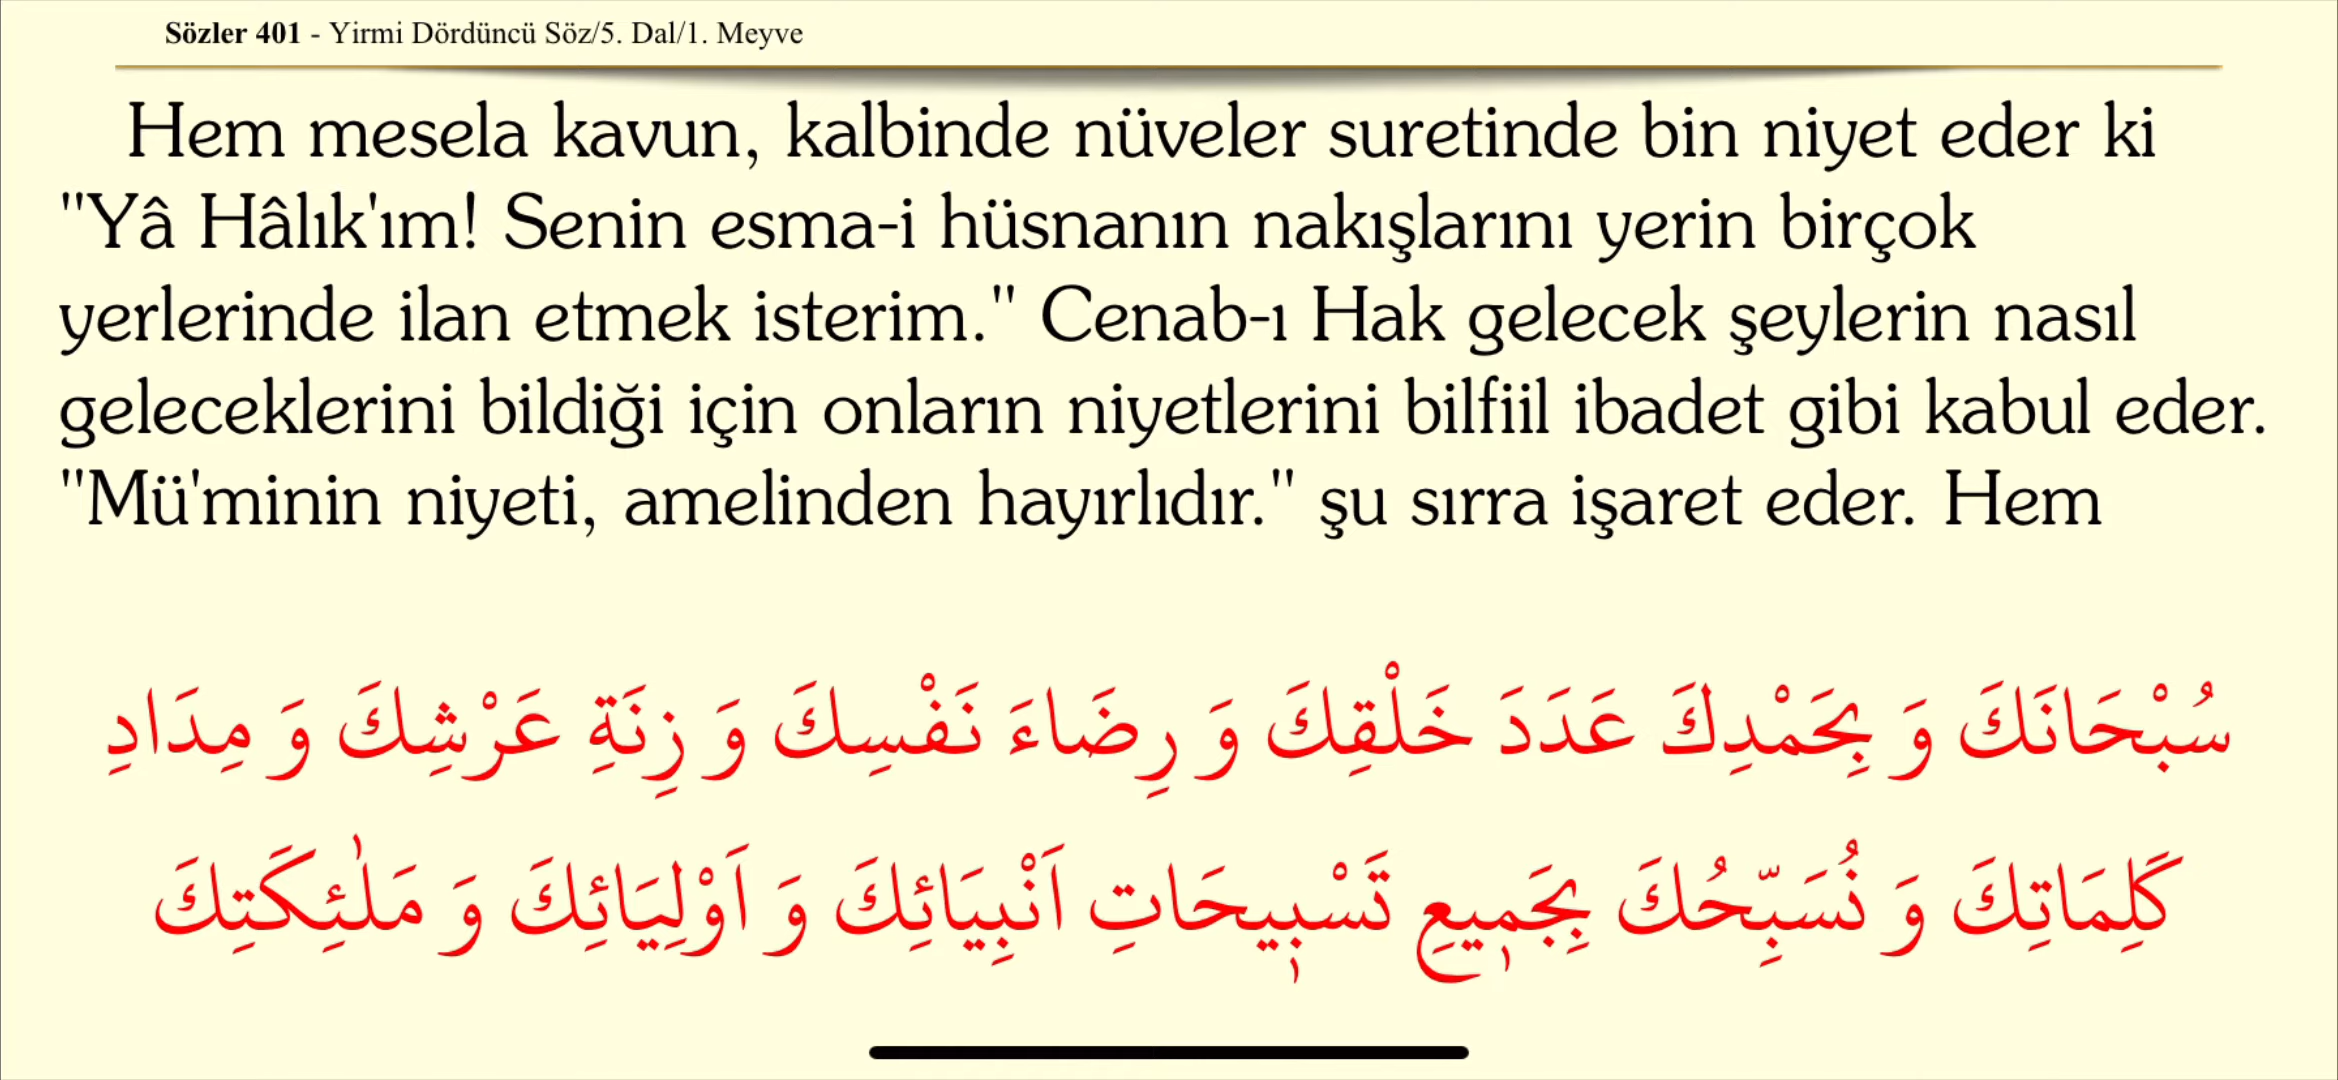 Sözler 401 - Yirmi Dördüncü Söz/5. Dal/1. Meyve
Hem mesela kavun, kalbinde nüveler suretinde bin niyet eder ki
"Yâ Hâlık'ım! Senin esma-i hüsnanın nakışlarını yerin birçok
yerlerinde ilan etmek isterim." Cenab-ı Hak gelecek şeylerin nasıl
geleceklerini bildiği için onların niyetlerini bilfiil ibadet gibi kabul eder.
"Mü'minin niyeti, amelinden hayırlıdır." şu sırra işaret eder. Hem
سُبْحَانَكَ وَ بِحَمْدِكَ عَدَدَ خَلْقِكَ وَ رِضَاءَ نَفْسِكَ وَ زِنَةِ عَرْشِكَ وَ مِدَادِ
كَلِمَاتِكَ وَ نُسَبِّحُكَ بِجَمٖيعِ تَسْبٖيحَاتِ اَنْبِيَائِكَ وَ اَوْلِيَائِكَ وَ مَلٰئِكَتِكَ